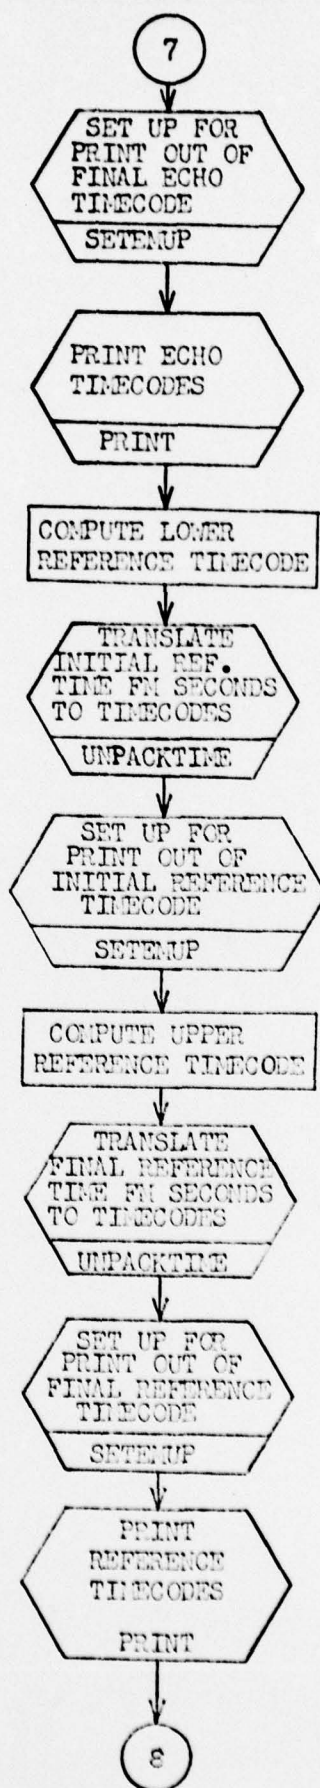 7
SET UP FOR
PRINT OUT OF
FINAL ECHO
TIMECODE
SETEMUP
PRINT ECHO
TIMECODES
PRINT
COMPUTE LOWER
REFERENCE TIMECODE
TRANSLATE
INITIAL REF.
TIME FM SECONDS
TO TIMECODES
UNPACKTIME
SET UP FOR
PRINT OUT OF
INITIAL REFERENCE
TIMECODE
SETEMUP
COMPUTE UPPER
REFERENCE TIMECODE
TRANSLATE
FINAL REFERENCE
TIME FM SECONDS
TO TIMECODES
UNPACKTIME
SET UP FOR
PRINT OUT OF
FINAL REFERENCE
TIMECODE
SETEMUP
PRINT
REFERENCE
TIMECODES
PRINT
8